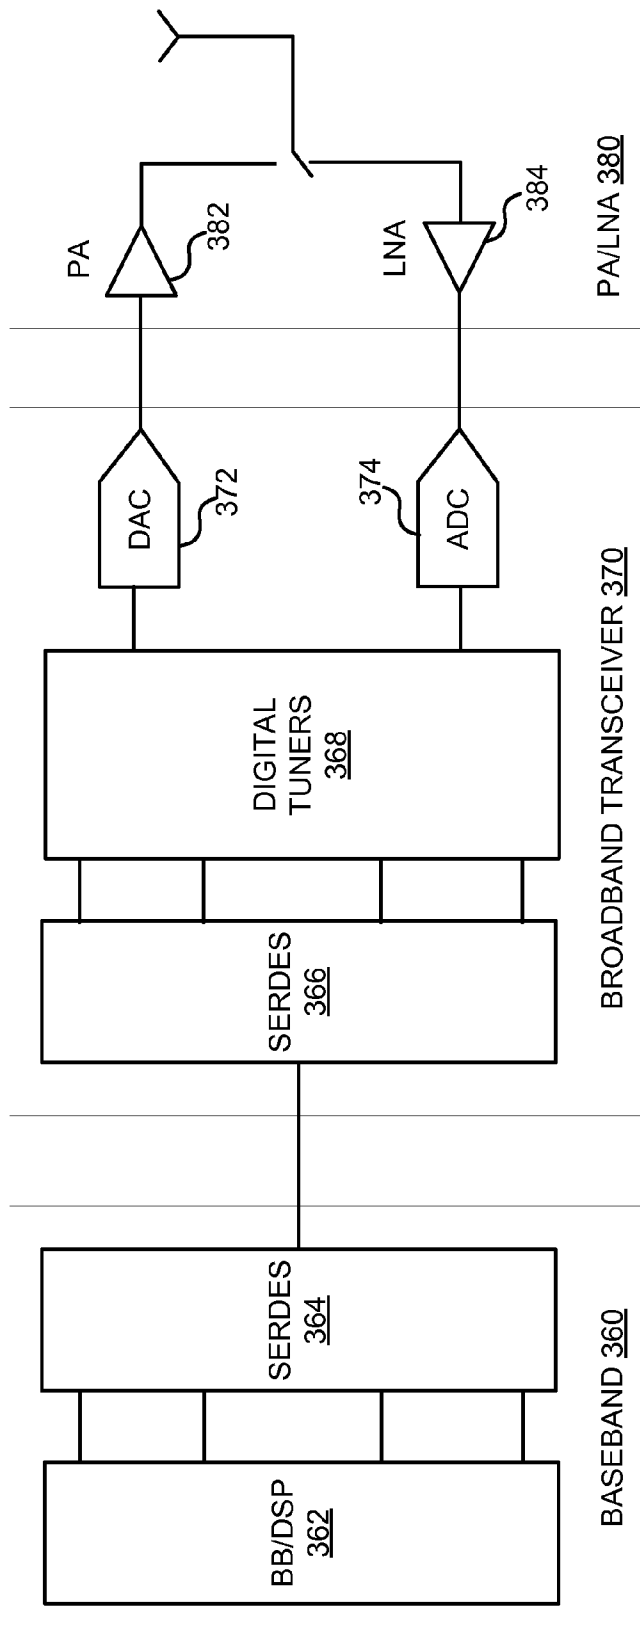 BB/DSP
362
SERDES
364
SERDES
366
DIGITAL
TUNERS
368
DAC
372
ADC
374
PA
382
LNA
384
BASEBAND 360
BROADBAND TRANSCEIVER 370
PA/LNA 380